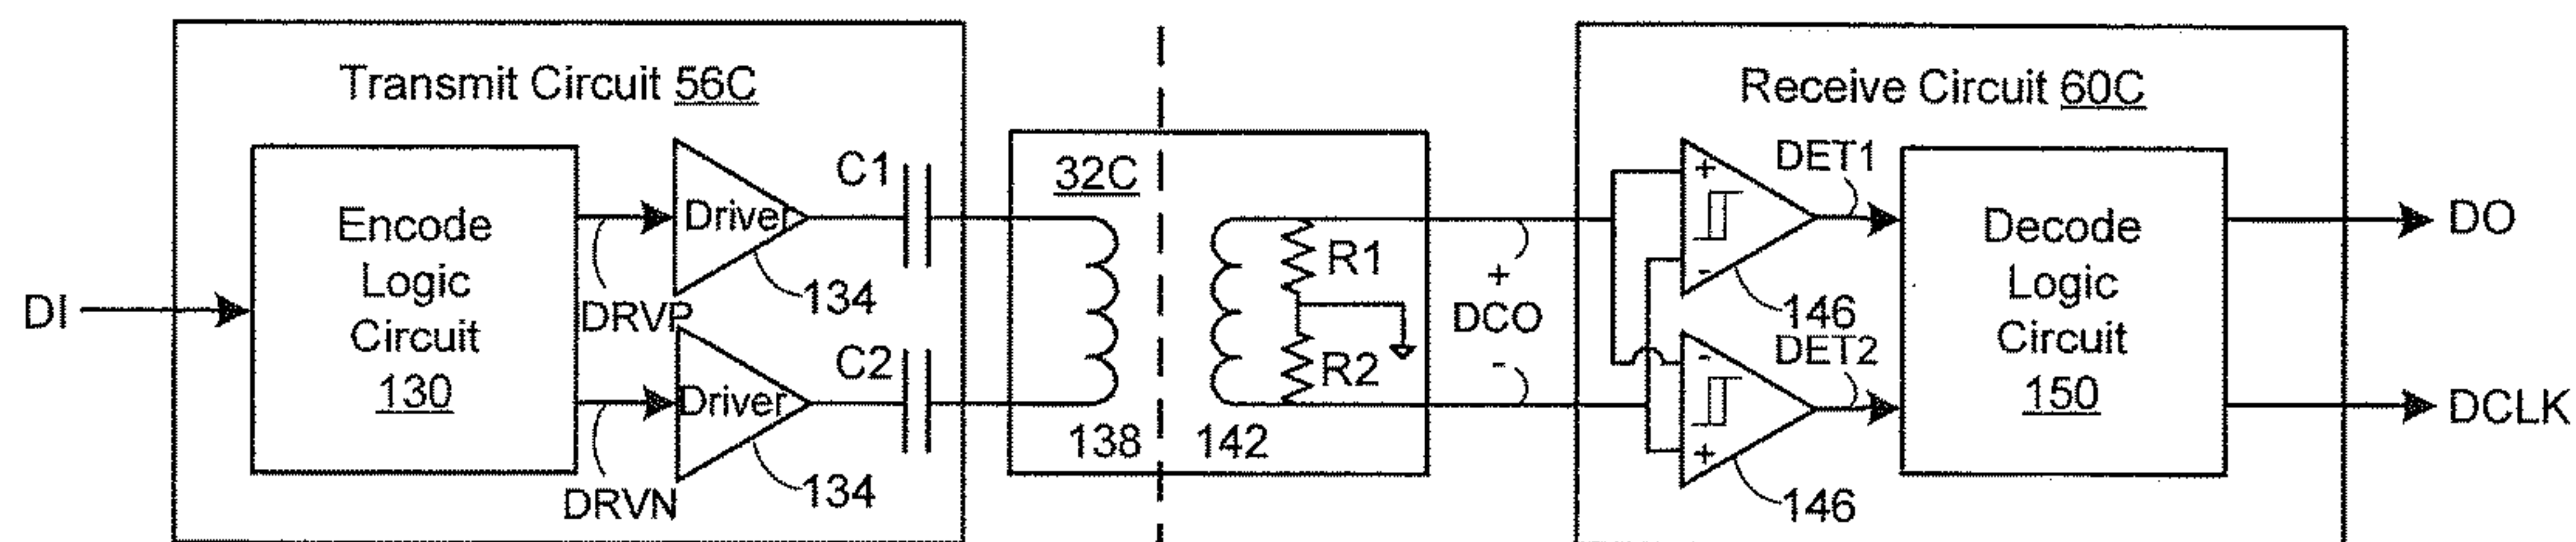 Transmit Circuit 56C
Receive Circuit 60C
DI
Encode
Logic
Circuit
130
DRVP
DRVN
Driver
134
Driver
134
C1
C2
32C
138
142
R1
R2
+
DCO
-
+
-
146
-
+
146
DET1
DET2
Decode
Logic
Circuit
150
DO
DCLK